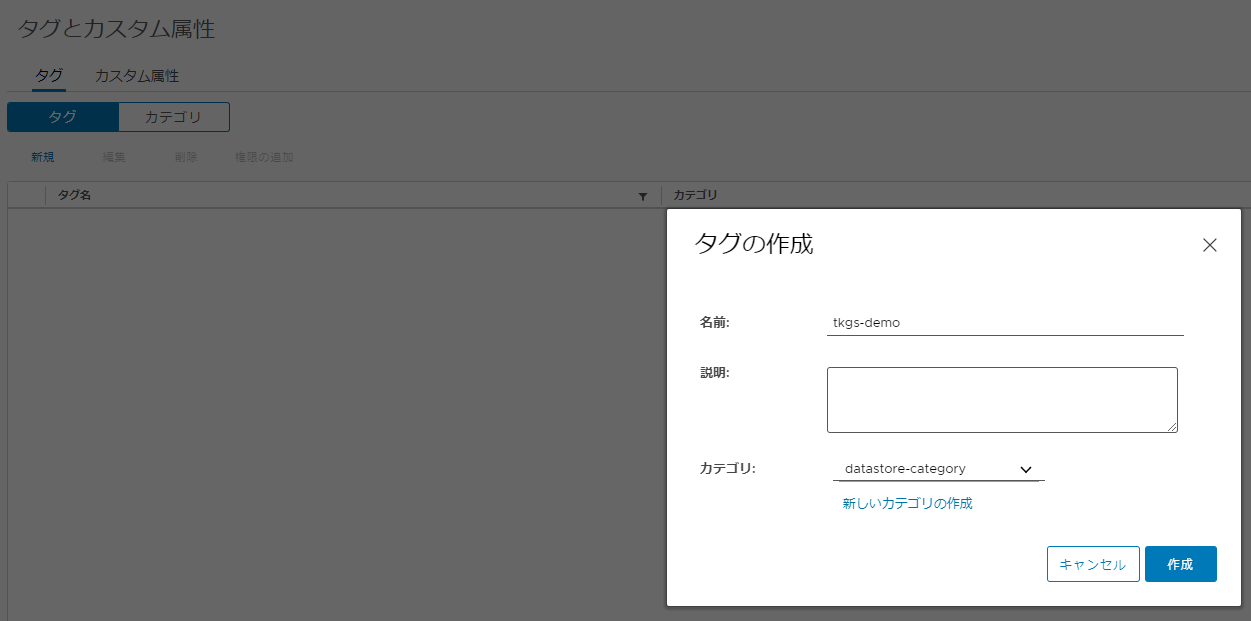 タグとカスタム属性
タグ カスタム属性
タグ カテゴリ
新規 編集 削除 権限の追加
タグ名 カテゴリ
タグの作成
名前: tkgs-demo
説明:
カテゴリ: datastore-category
新しいカテゴリの作成
キャンセル 作成